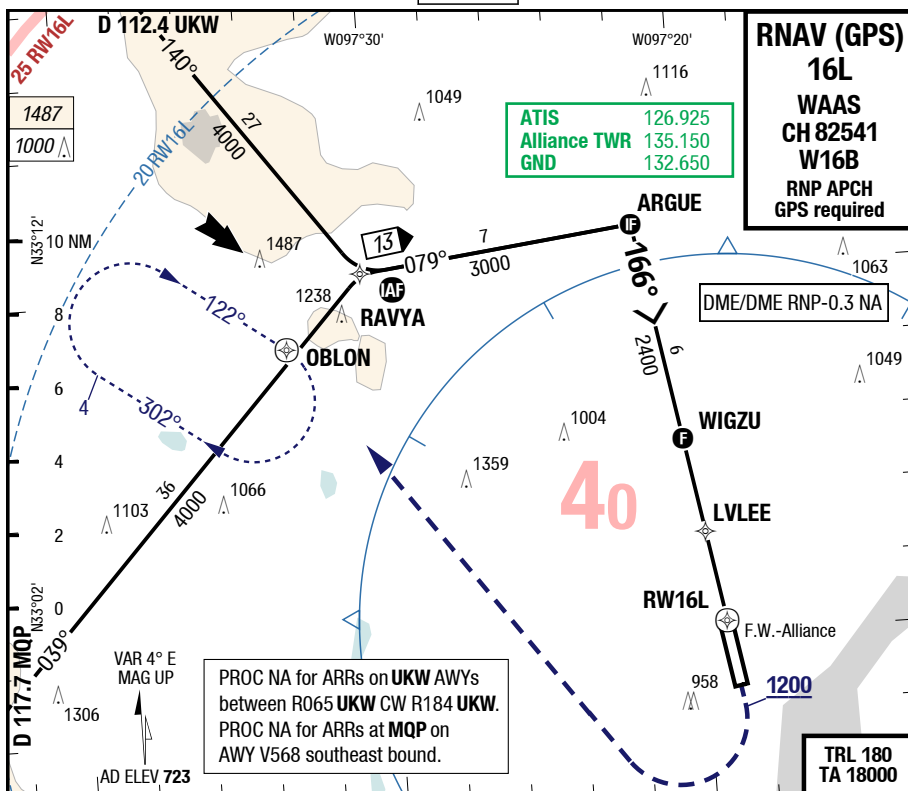 D 112.4 UKW
25 RW16L
140°
W097°30'
W097°20'
RNAV (GPS)
16L
WAAS
CH 82541
W16B
RNP APCH
GPS required
1487
1000
27
4000
1049
1116
ATIS 126.925
Alliance TWR 135.150
GND 132.650
20 RW16L
N33°12'
10 NM
1487
13
079°
7
3000
ARGUE
IF
166°
1063
IAF
RAVYA
1238
DME/DME RNP-0.3 NA
8
122°
OBLON
6
2400
1049
6
4
302°
1004
F
WIGZU
4
1359
40
36
4000
1066
1103
LVLEE
2
RW16L
0
N33°02'
F.W.-Alliance
039°
D 117.7 MQP
VAR 4° E
MAG UP
1306
AD ELEV 723
PROC NA for ARRs on UKW AWYs
between R065 UKW CW R184 UKW.
PROC NA for ARRs at MQP on
AWY V568 southeast bound.
958
1200
TRL 180
TA 18000